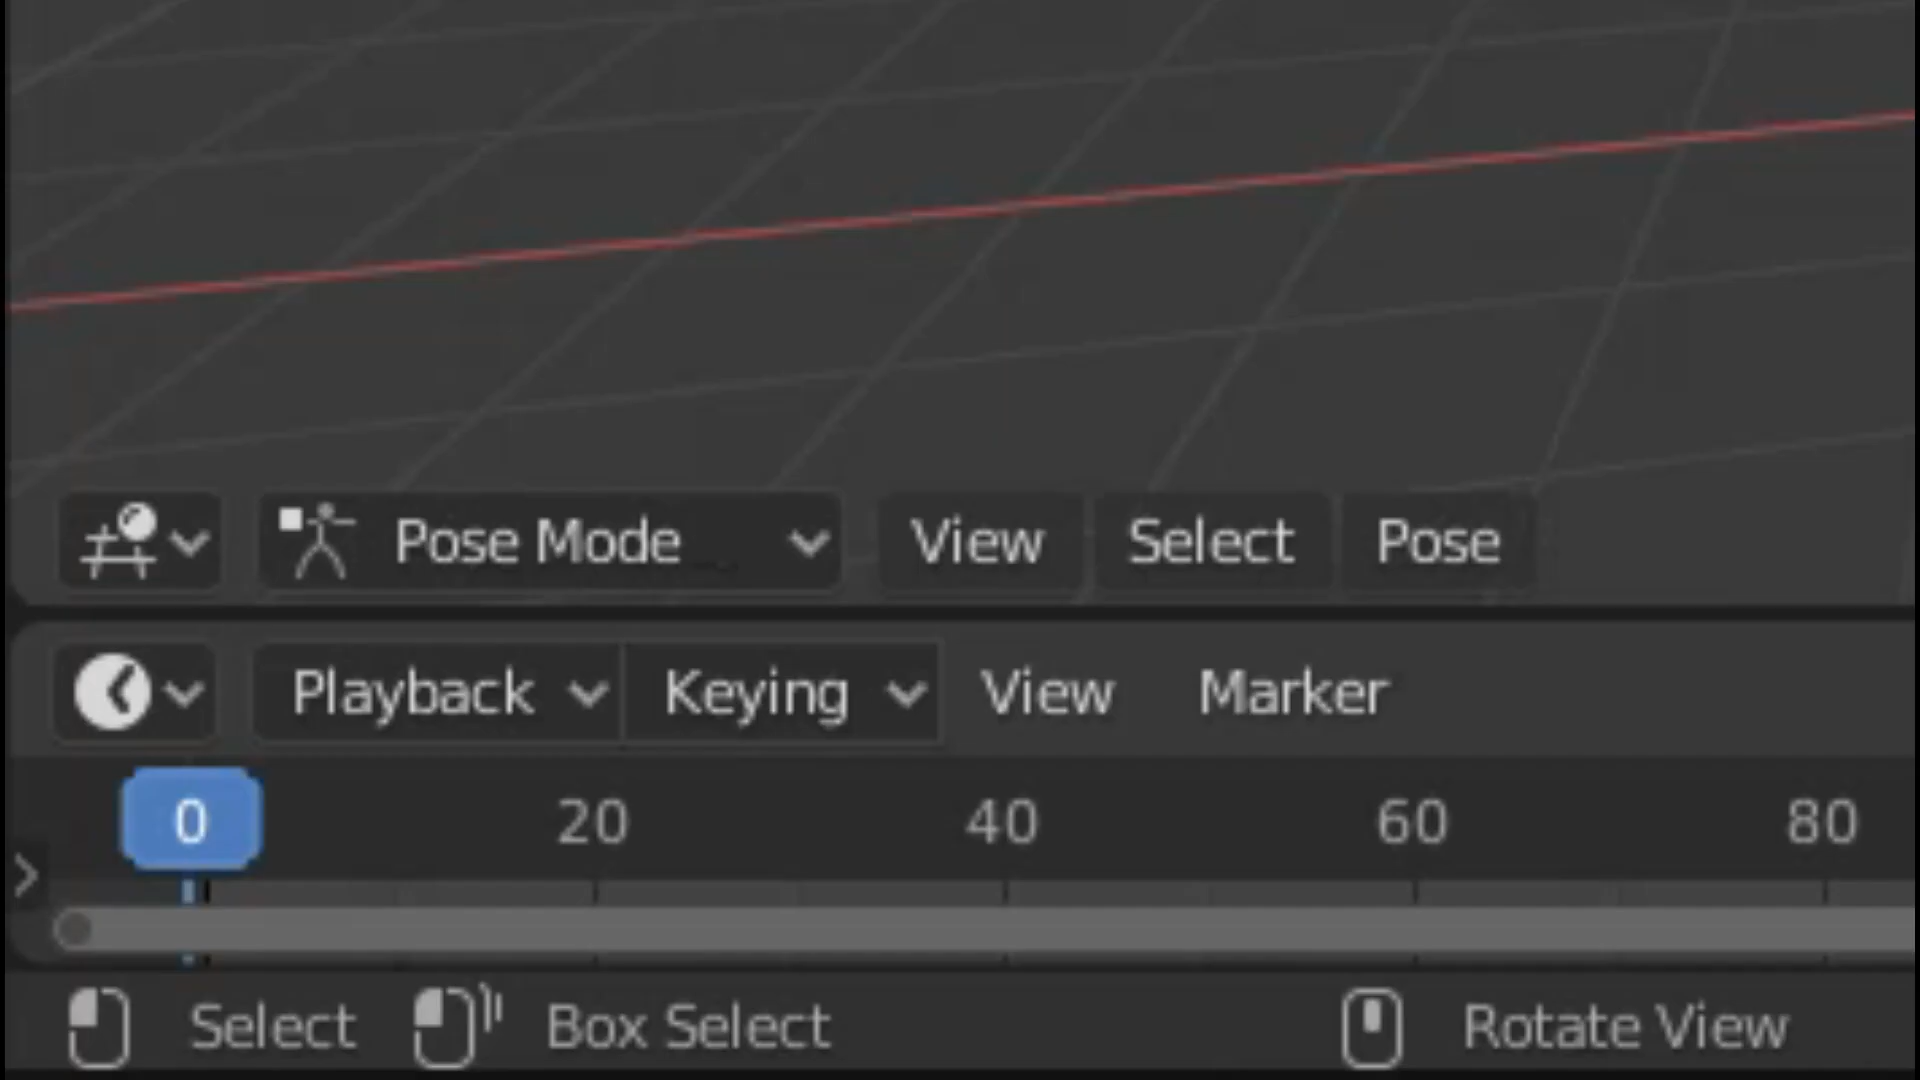 Pose Mode View Select Pose
Playback Keying View Marker
0 20 40 60 80
Select Box Select Rotate View